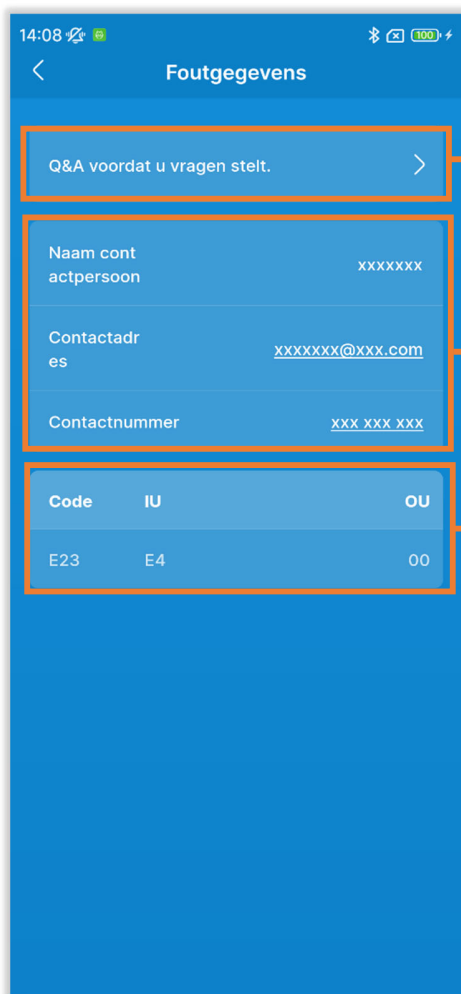 14:08
100
Foutgegevens
Q&A voordat u vragen stelt.
Naam cont
actpersoon
xxxxxxx
Contactadr
es
xxxxxxx@xxx.com
Contactnummer
xxx xxx xxx
Code IU OU
E23 E4 00